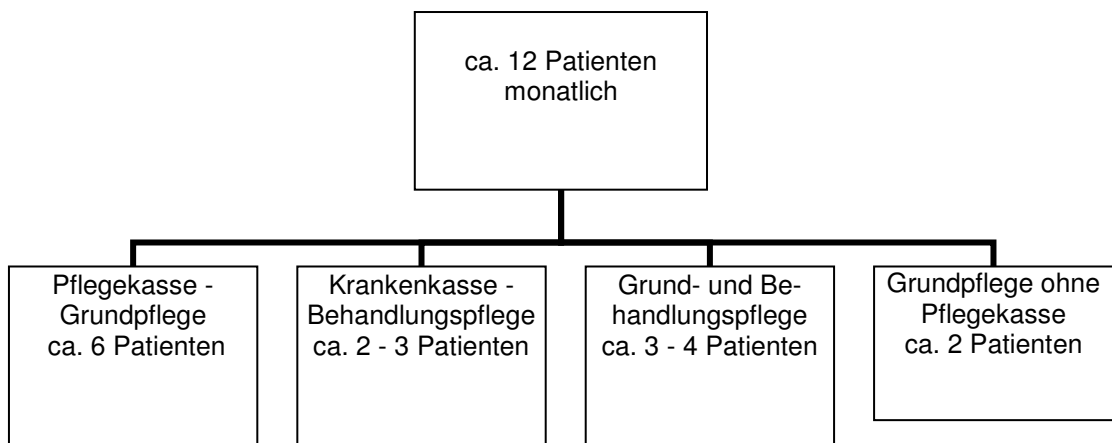 ca. 12 Patienten
monatlich
Pflegekasse -
Grundpflege
ca. 6 Patienten
Krankenkasse -
Behandlungspflege
ca. 2 - 3 Patienten
Grund- und Be-
handlungspflege
ca. 3 - 4 Patienten
Grundpflege ohne
Pflegekasse
ca. 2 Patienten